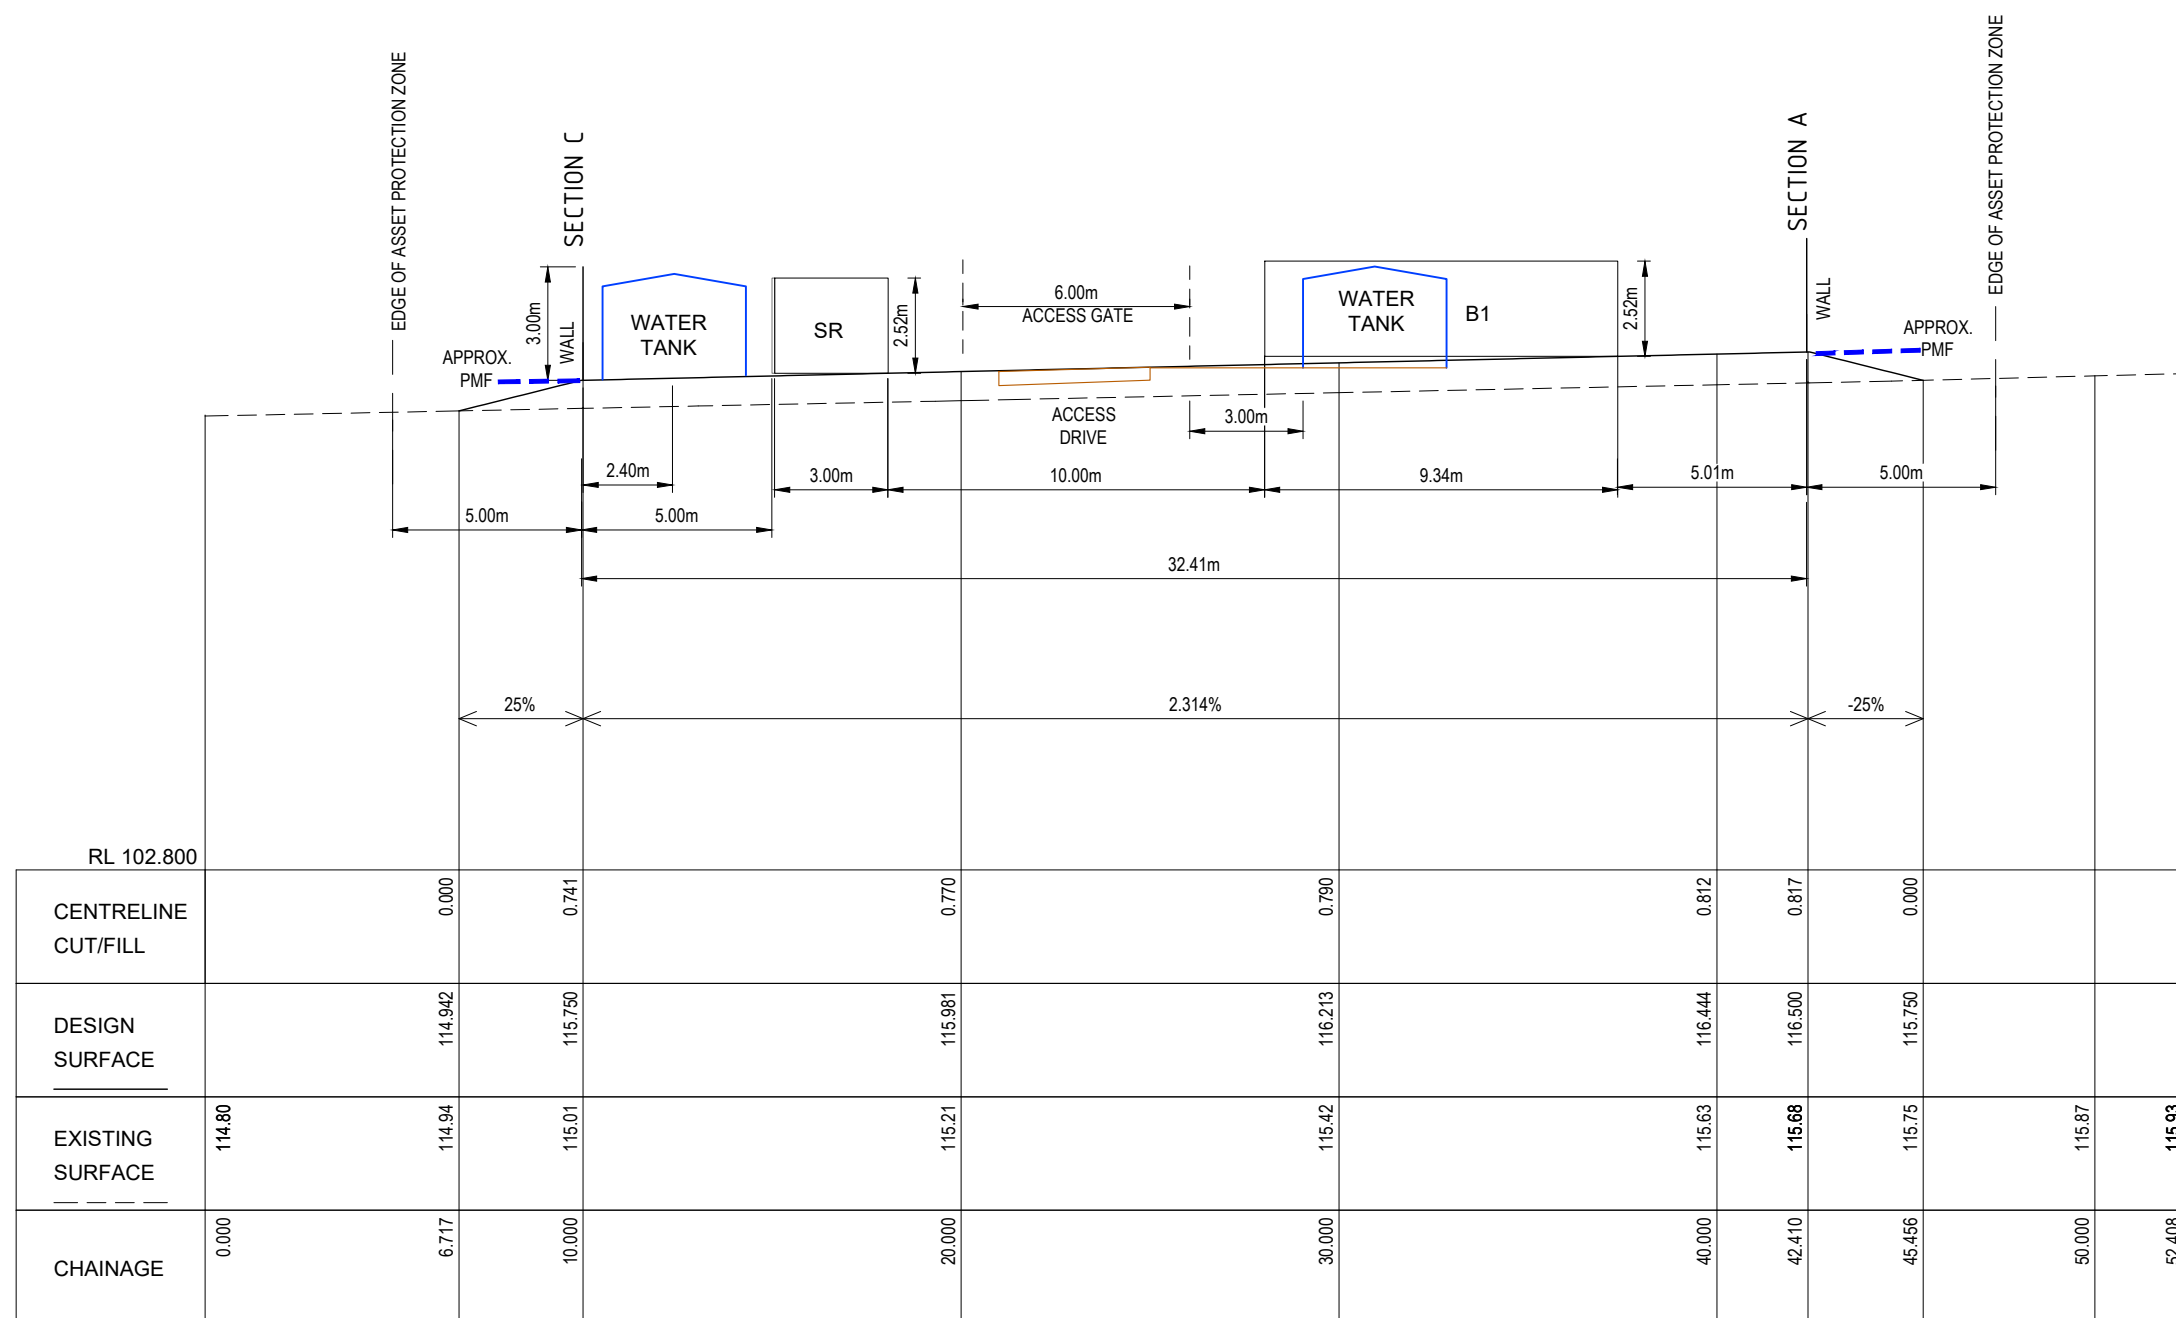 EDGE OF ASSET PROTECTION ZONE
SECTION C
SECTION A
EDGE OF ASSET PROTECTION ZONE
3.00m
WALL
WATER
TANK
SR
2.52m
6.00m
ACCESS GATE
WATER
TANK
B1
2.52m
WALL
APPROX.
PMF
APPROX.
PMF
ACCESS
DRIVE
3.00m
2.40m
3.00m
10.00m
9.34m
5.01m
5.00m
5.00m
5.00m
32.41m
25%
2.314%
-25%
RL 102.800
CENTRELINE
CUT/FILL
0.000
0.741
0.770
0.790
0.812
0.817
0.000
DESIGN
SURFACE
114.942
115.750
115.981
116.213
116.444
116.500
115.750
EXISTING
SURFACE
114.80
114.94
115.01
115.21
115.42
115.63
115.68
115.75
115.87
115.93
CHAINAGE
0.000
6.717
10.000
20.000
30.000
40.000
42.410
45.456
50.000
52.408